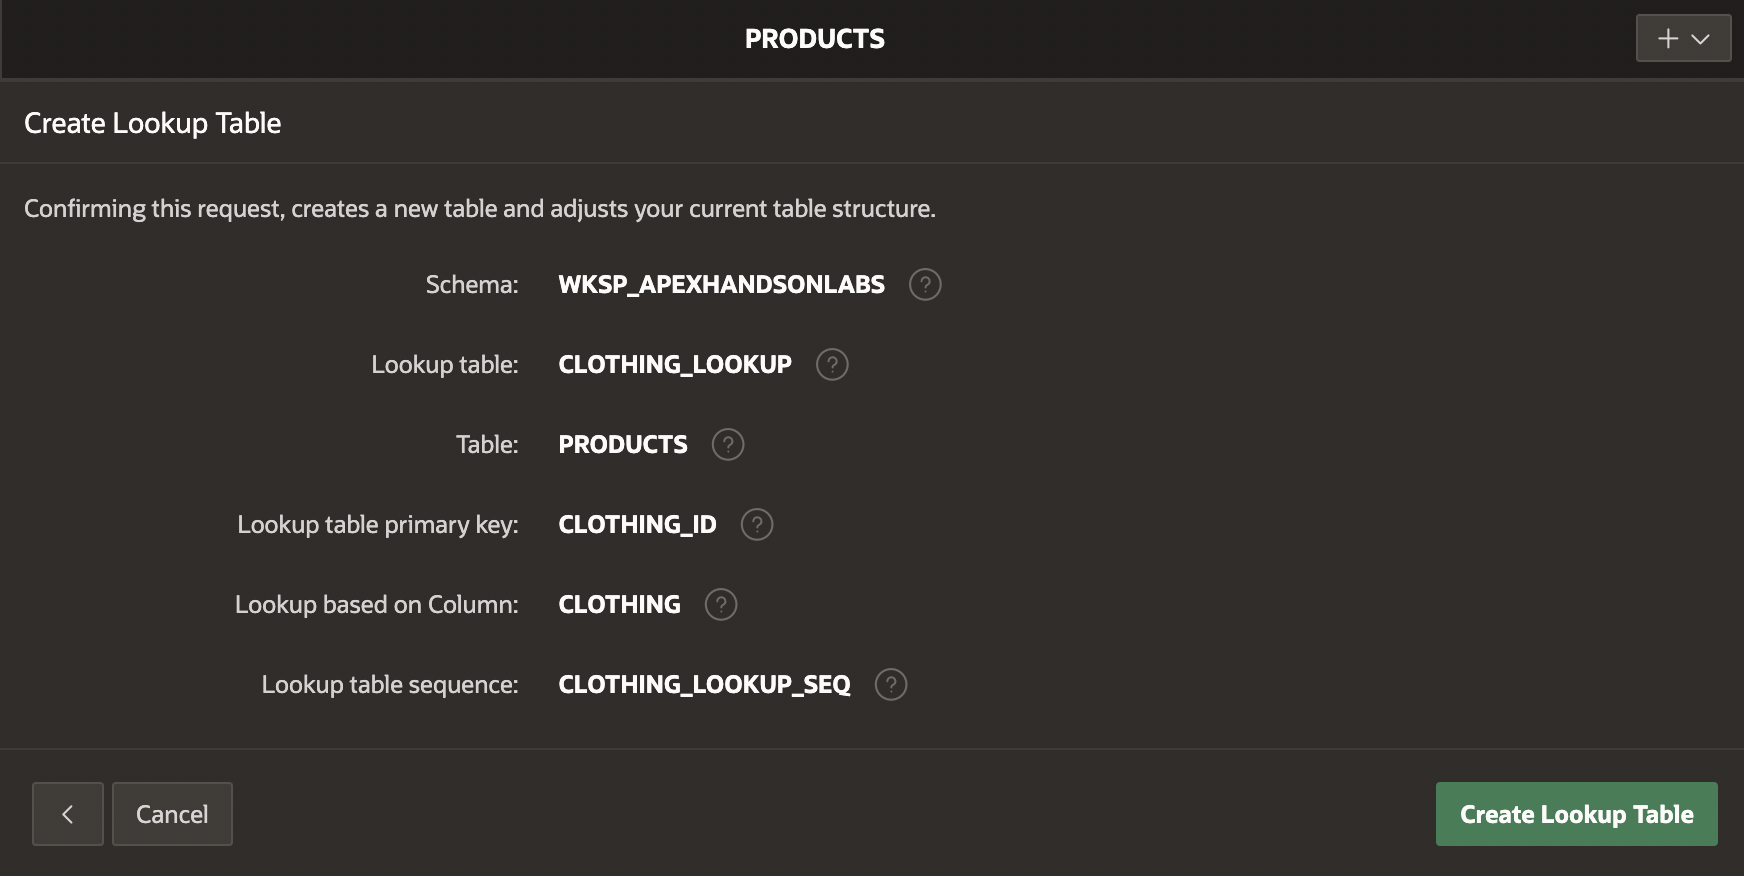 PRODUCTS
Create Lookup Table
Confirming this request, creates a new table and adjusts your current table structure.
Schema: WKSP_APEXHANDSONLABS ?
Lookup table: CLOTHING_LOOKUP ?
Table: PRODUCTS ?
Lookup table primary key: CLOTHING_ID ?
Lookup based on Column: CLOTHING ?
Lookup table sequence: CLOTHING_LOOKUP_SEQ ?
Cancel Create Lookup Table